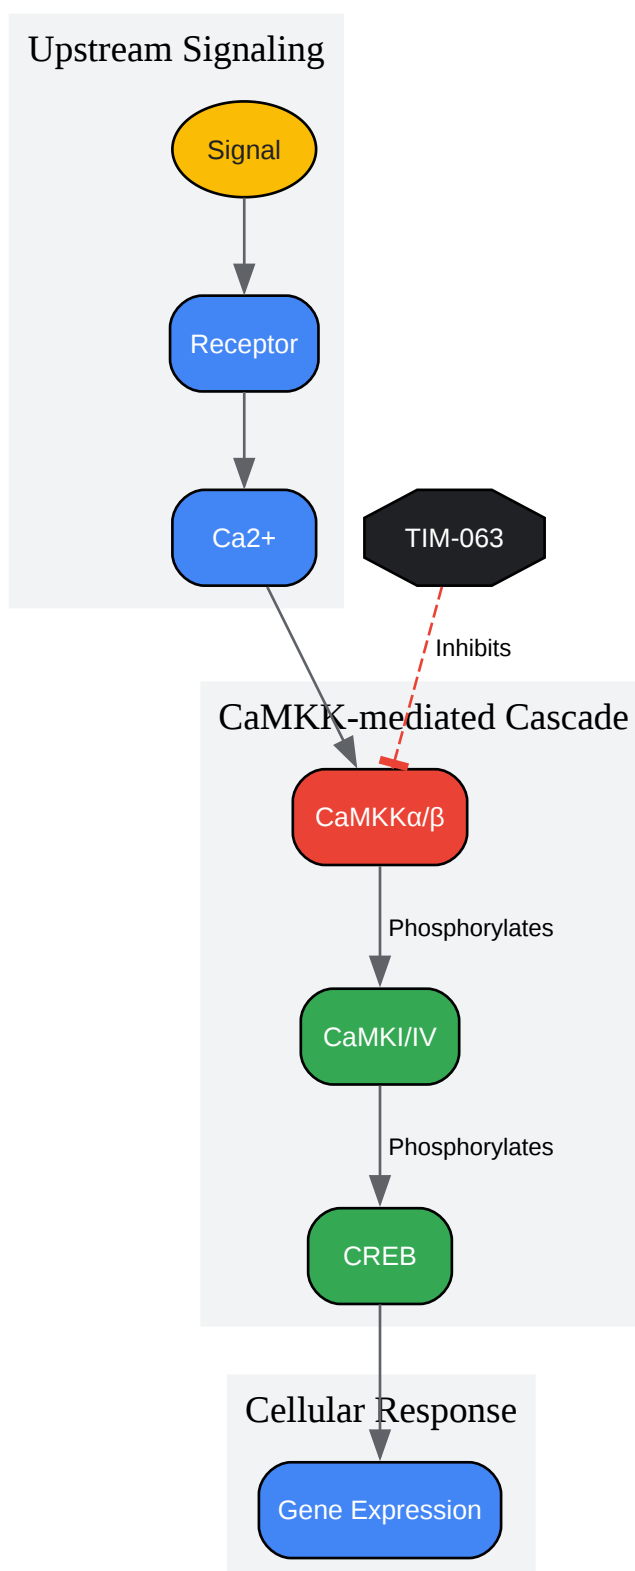 Upstream Signaling
Signal
Receptor
Ca2+
TIM-063
Inhibits
CaMKK-mediated Cascade
CaMKKα/β
Phosphorylates
CaMKI/IV
Phosphorylates
CREB
Cellular Response
Gene Expression